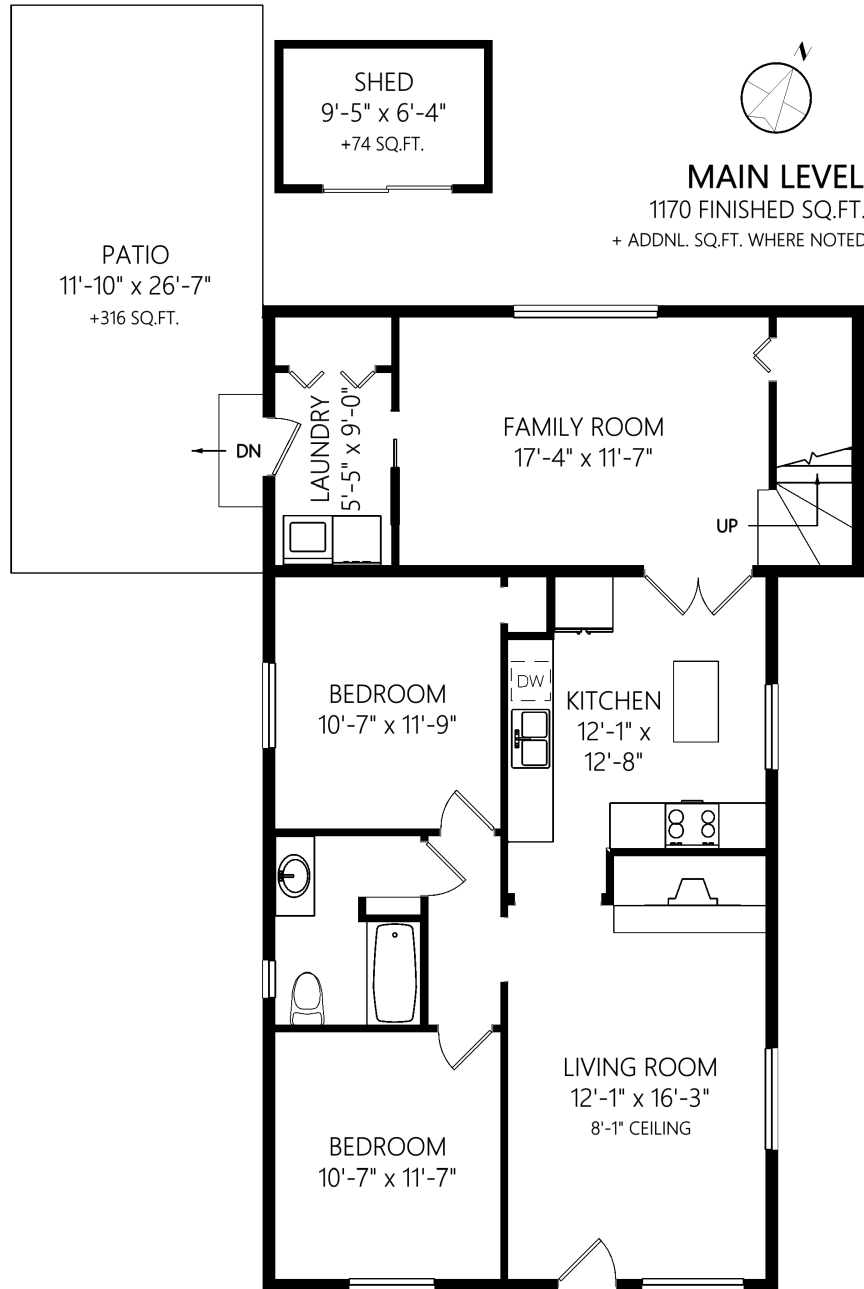 SHED
9'-5" x 6'-4"
+74 SQ.FT.
N
MAIN LEVEL
1170 FINISHED SQ.FT.
+ ADDNL. SQ.FT. WHERE NOTED
PATIO
11'-10" x 26'-7"
+316 SQ.FT.
DN
LAUNDRY
5'-5" x 9'-0"
FAMILY ROOM
17'-4" x 11'-7"
UP
BEDROOM
10'-7" x 11'-9"
DW
KITCHEN
12'-1" x
12'-8"
LIVING ROOM
12'-1" x 16'-3"
8'-1" CEILING
BEDROOM
10'-7" x 11'-7"